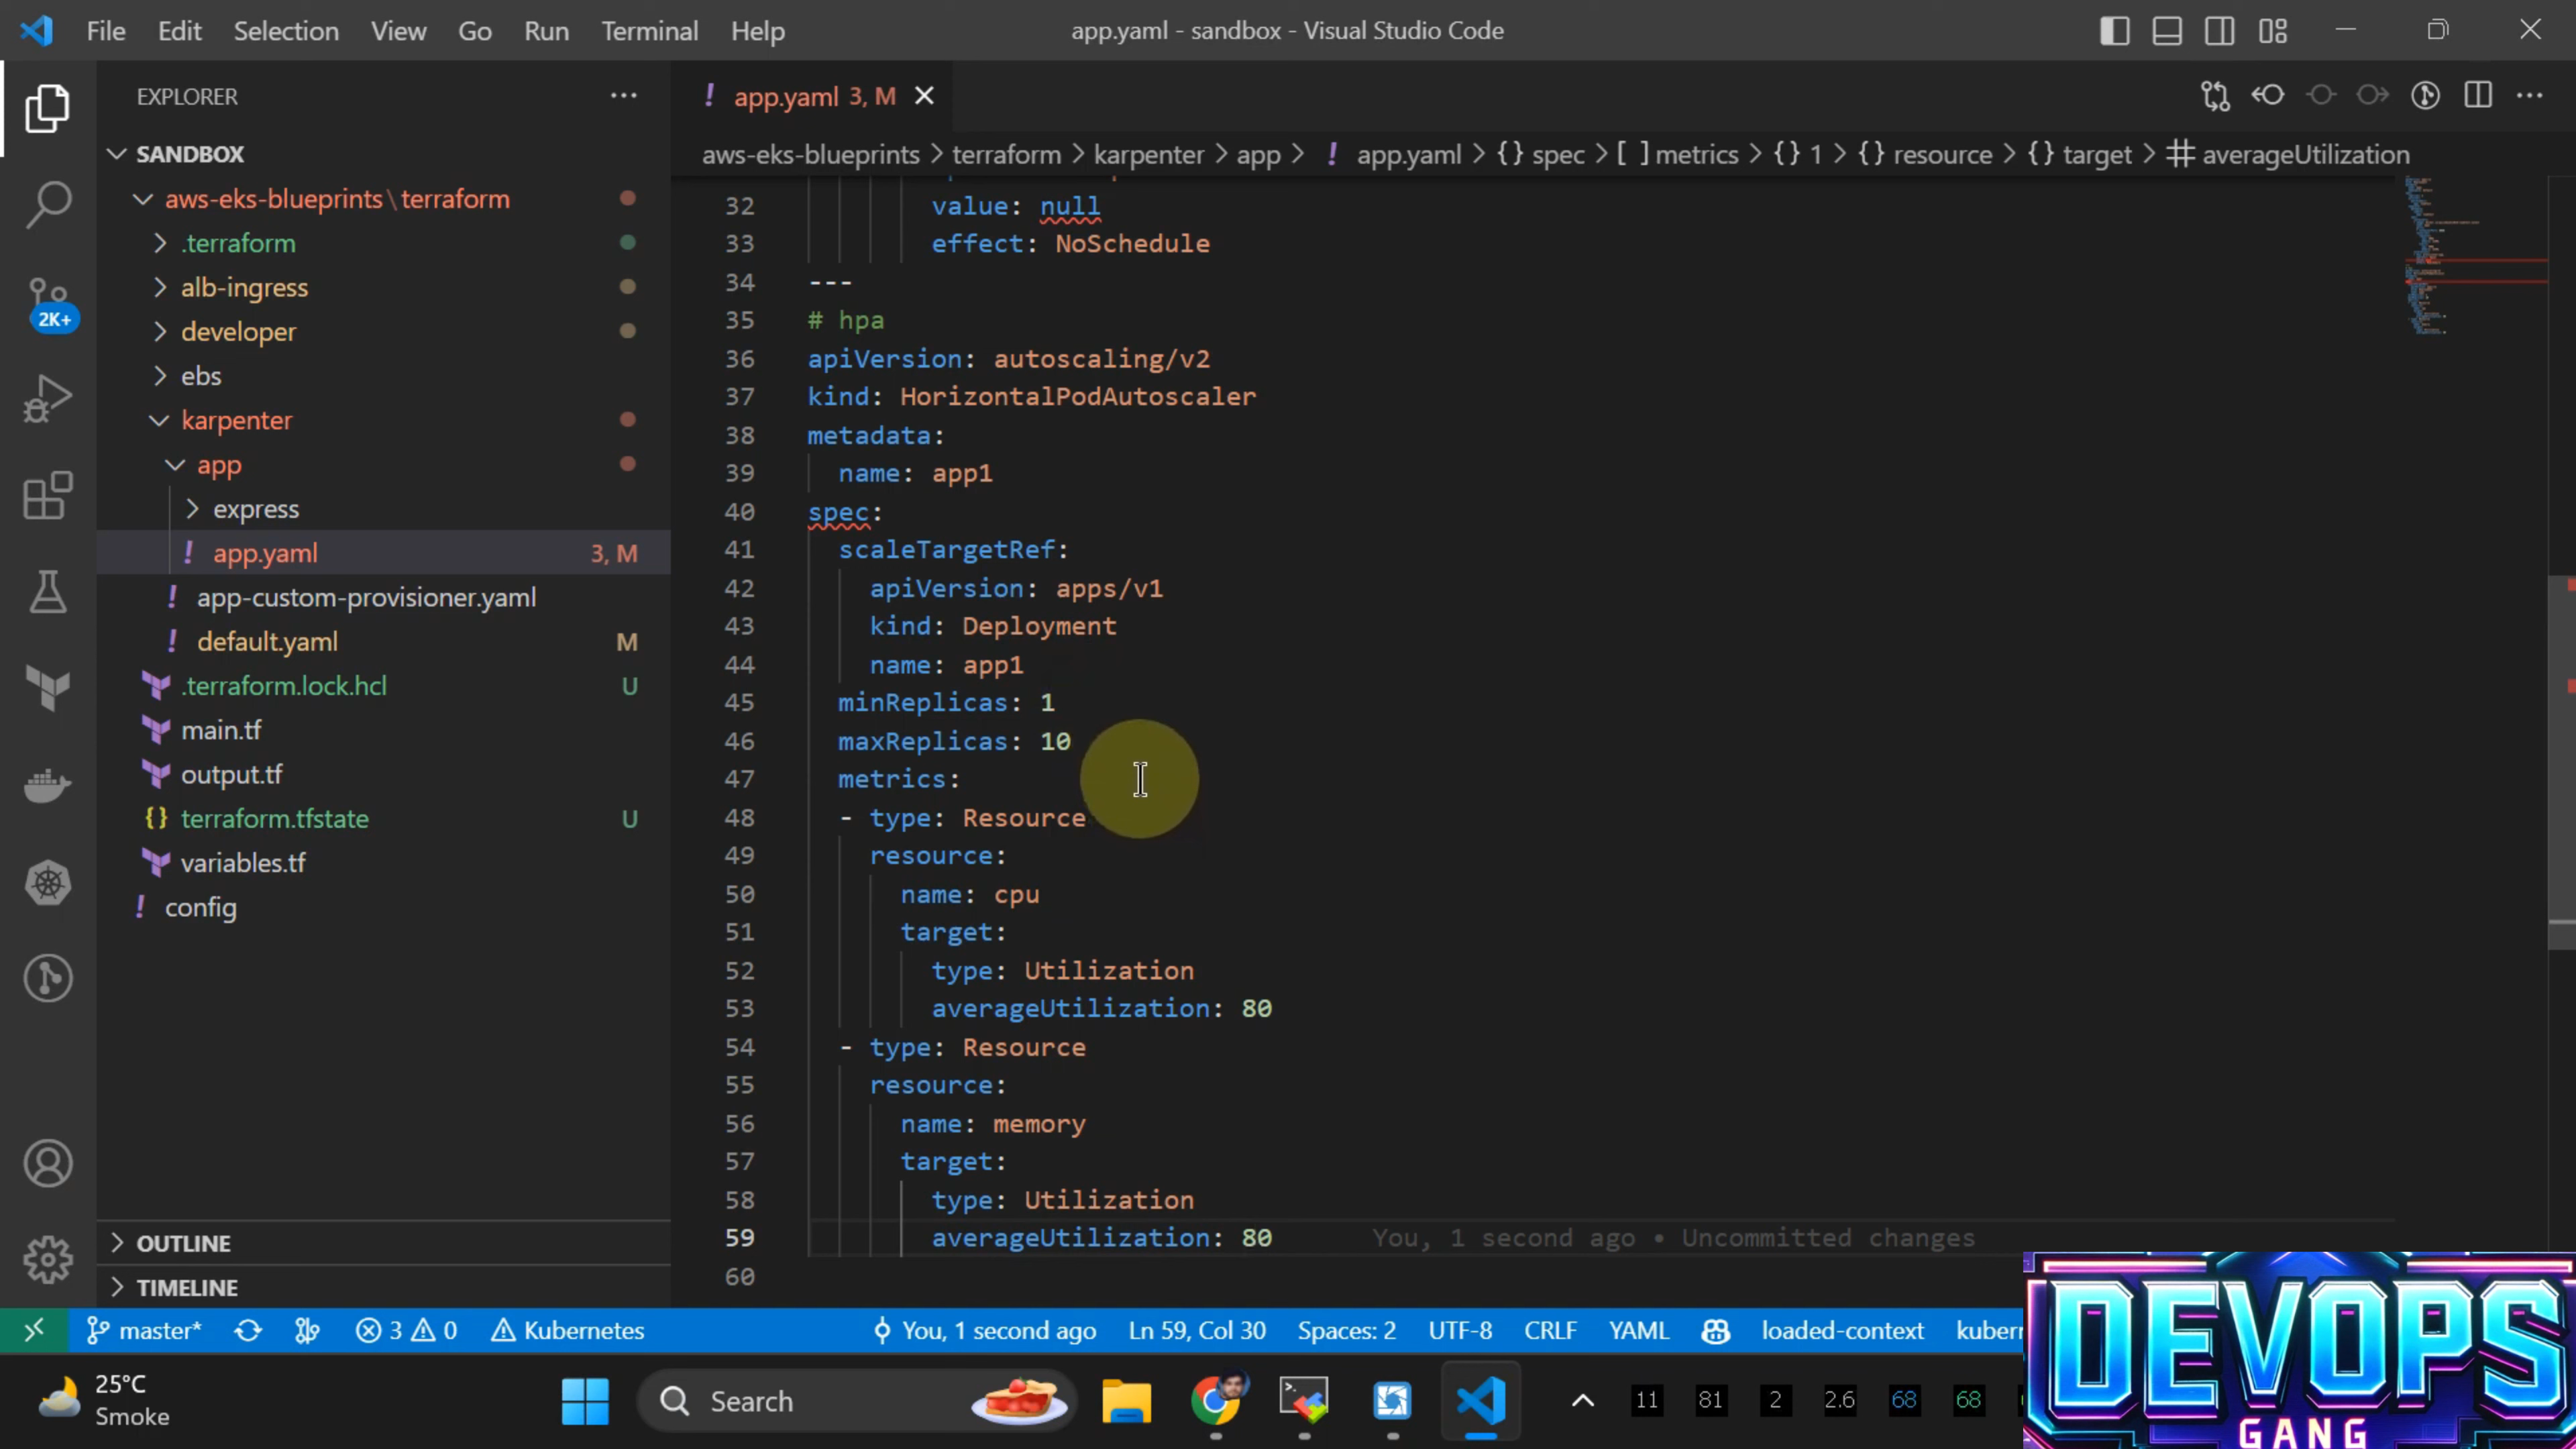 File Edit Selection View Go Run Terminal Help
app.yaml - sandbox - Visual Studio Code
EXPLORER
SANDBOX
aws-eks-blueprints\terraform
.terraform
alb-ingress
developer
ebs
karpenter
app
express
! app.yaml 3, M
! app-custom-provisioner.yaml
! default.yaml M
.terraform.lock.hcl U
main.tf
output.tf
{} terraform.tfstate U
variables.tf
! config
2K+
OUTLINE
TIMELINE
! app.yaml 3, M
aws-eks-blueprints > terraform > karpenter > app > ! app.yaml > {} spec > [ ] metrics > {} 1 > {} resource > {} target > # averageUtilization
32 value: null
33 effect: NoSchedule
34 ---
35 # hpa
36 apiVersion: autoscaling/v2
37 kind: HorizontalPodAutoscaler
38 metadata:
39 name: app1
40 spec:
41 scaleTargetRef:
42 apiVersion: apps/v1
43 kind: Deployment
44 name: app1
45 minReplicas: 1
46 maxReplicas: 10
47 metrics:
48 - type: Resource
49 resource:
50 name: cpu
51 target:
52 type: Utilization
53 averageUtilization: 80
54 - type: Resource
55 resource:
56 name: memory
57 target:
58 type: Utilization
59 averageUtilization: 80 You, 1 second ago • Uncommitted changes
60
master* 3 0 Kubernetes You, 1 second ago Ln 59, Col 30 Spaces: 2 UTF-8 CRLF YAML loaded-context kubern
25°C
Smoke
Search
11 81 2 2.6 68 68
DEVOPS
GANG